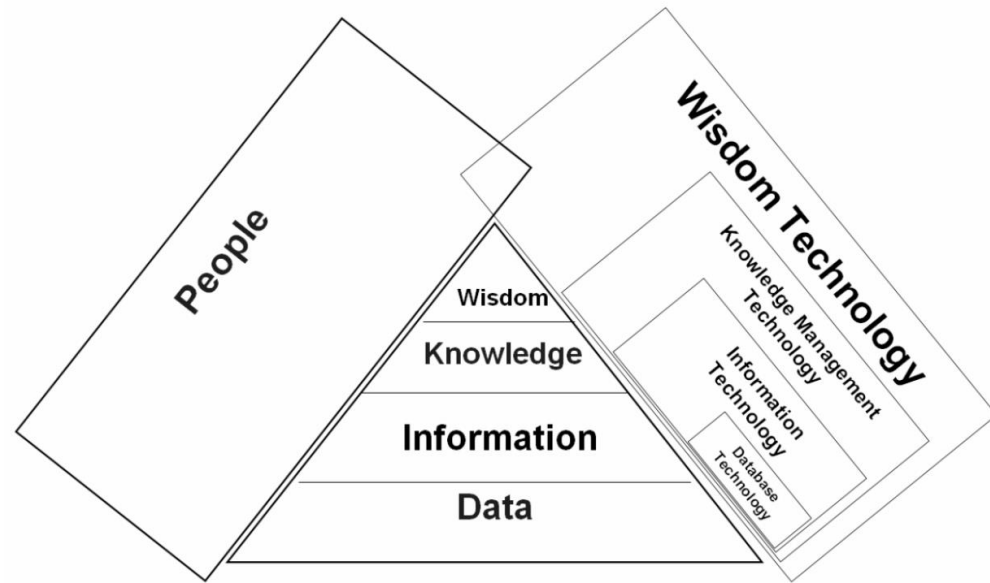 People
Wisdom
Knowledge
Information
Data
Wisdom Technology
Knowledge Management
Technology
Information
Technology
Database
Technology